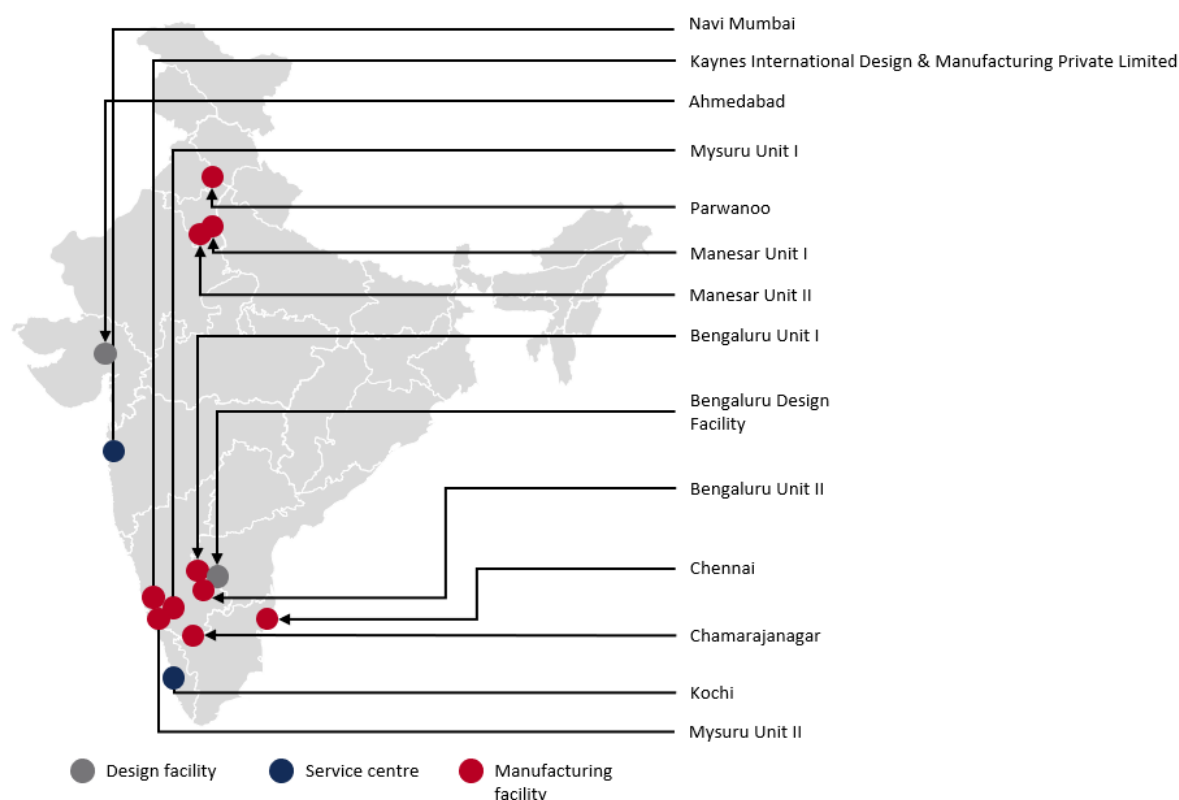 Navi Mumbai
Kaynes International Design & Manufacturing Private Limited
Ahmedabad
Mysuru Unit I
Parwanoo
Manesar Unit I
Manesar Unit II
Bengaluru Unit I
Bengaluru Design
Facility
Bengaluru Unit II
Chennai
Chamarajanagar
Kochi
Mysuru Unit II
Design facility
Service centre
Manufacturing
facility